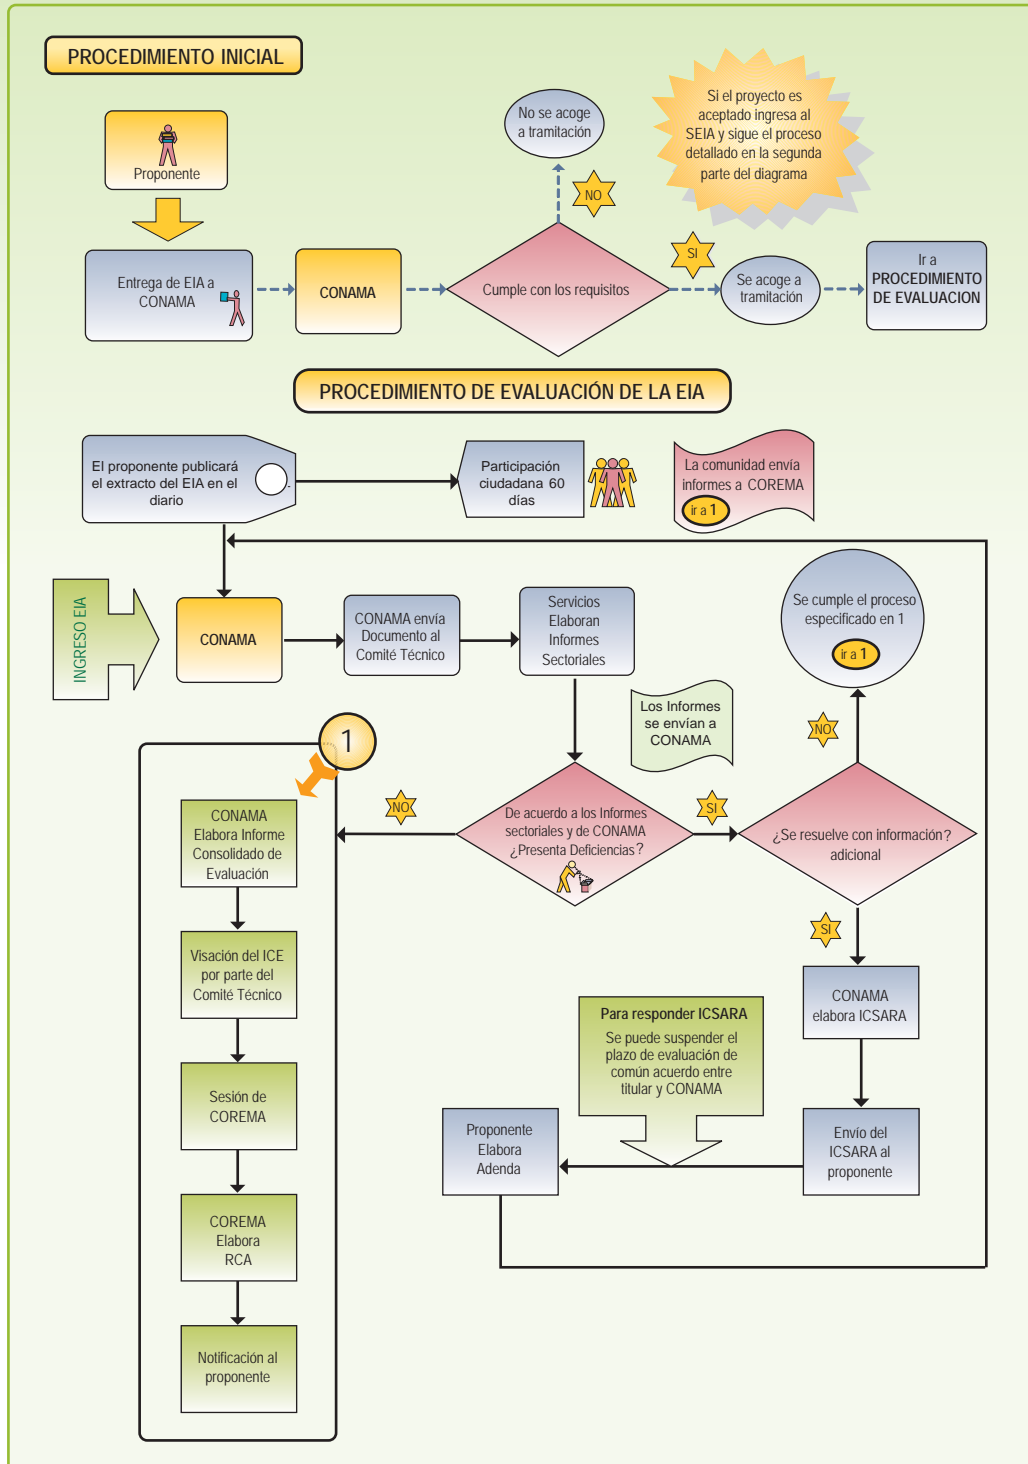 PROCEDIMIENTO INICIAL
Proponente
No se acoge
a tramitación
Si el proyecto es
aceptado ingresa al
SEIA y sigue el proceso
detallado en la segunda
parte del diagrama
NO
Entrega de EIA a
CONAMA
CONAMA
Cumple con los requisitos
SI
Se acoge a
tramitación
Ir a
PROCEDIMIENTO
DE EVALUACION
PROCEDIMIENTO DE EVALUACIÓN DE LA EIA
El proponente publicará
el extracto del EIA en el
diario
Participación
ciudadana 60
días
La comunidad envía
informes a COREMA
ir a 1
INGRESO EIA
CONAMA
CONAMA envía
Documento al
Comité Técnico
Servicios
Elaboran
Informes
Sectoriales
Se cumple el proceso
especificado en 1
ir a 1
Los Informes
se envían a
CONAMA
NO
1
NO
De acuerdo a los Informes
sectoriales y de CONAMA
¿Presenta Deficiencias?
SI
¿Se resuelve con información?
adicional
SI
CONAMA
Elabora Informe
Consolidado de
Evaluación
Visación del ICE
por parte del
Comité Técnico
Sesión de
COREMA
COREMA
Elabora
RCA
Notificación al
proponente
CONAMA
elabora ICSARA
Para responder ICSARA
Se puede suspender el
plazo de evaluación de
común acuerdo entre
titular y CONAMA
Envío del
ICSARA al
proponente
Proponente
Elabora
Adenda